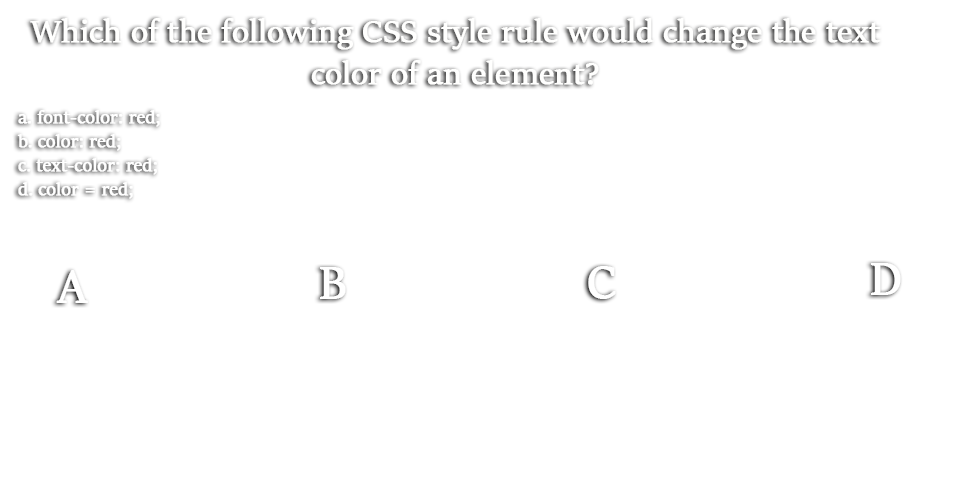 Which of the following CSS style rule would change the text
color of an element?
a. font-color: red;
b. color: red;
c. text-color: red;
d. color = red;
A B C D